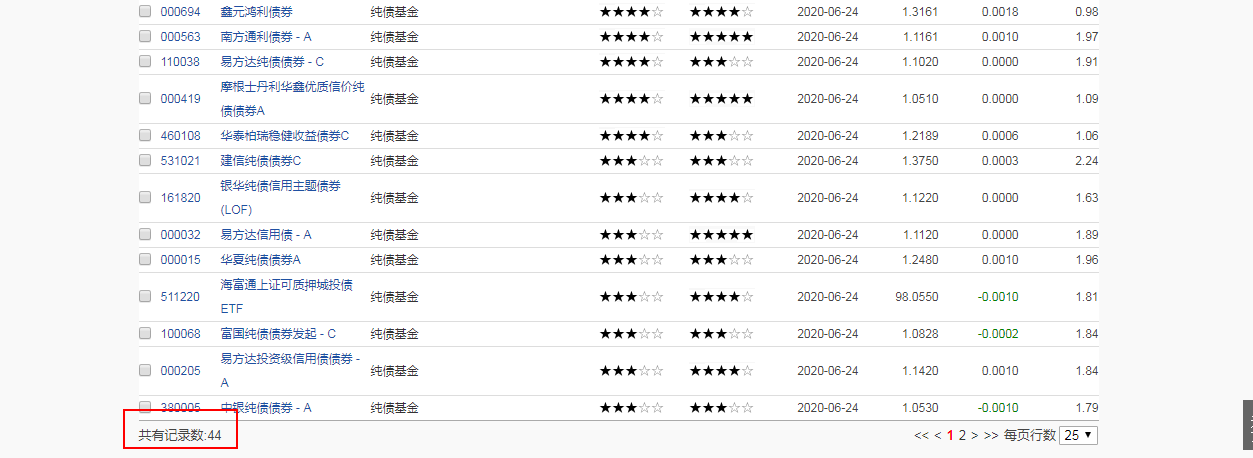 000694 鑫元鸿利债券 纯债基金 ★★★★☆ ★★★★☆ 2020-06-24 1.3161 0.0018 0.98
000563 南方通利债券 - A 纯债基金 ★★★★☆ ★★★★★ 2020-06-24 1.1161 0.0010 1.97
110038 易方达纯债债券 - C 纯债基金 ★★★★☆ ★★★☆☆ 2020-06-24 1.1020 0.0000 1.91
000419 摩根士丹利华鑫优质信价纯 纯债基金 ★★★★☆ ★★★★★ 2020-06-24 1.0510 0.0000 1.09
债债券A
460108 华泰柏瑞稳健收益债券C 纯债基金 ★★★★☆ ★★★☆☆ 2020-06-24 1.2189 0.0006 1.06
531021 建信纯债债券C 纯债基金 ★★★☆☆ ★★★☆☆ 2020-06-24 1.3750 0.0003 2.24
161820 银华纯债信用主题债券 纯债基金 ★★★☆☆ ★★★★☆ 2020-06-24 1.1220 0.0000 1.63
(LOF)
000032 易方达信用债 - A 纯债基金 ★★★☆☆ ★★★★★ 2020-06-24 1.1120 0.0000 1.89
000015 华夏纯债债券A 纯债基金 ★★★☆☆ ★★★☆☆ 2020-06-24 1.2480 0.0010 1.96
511220 海富通上证可质押城投债 纯债基金 ★★★☆☆ ★★★★☆ 2020-06-24 98.0550 -0.0010 1.81
ETF
100068 富国纯债债券发起 - C 纯债基金 ★★★☆☆ ★★★☆☆ 2020-06-24 1.0828 -0.0002 1.84
000205 易方达投资级信用债债券 - 纯债基金 ★★★☆☆ ★★★★☆ 2020-06-24 1.1420 0.0010 1.84
A
380005 中银纯债债券 - A 纯债基金 ★★★☆☆ ★★★☆☆ 2020-06-24 1.0530 -0.0010 1.79
共有记录数:44 << < 1 2 > >> 每页行数 25 ▼